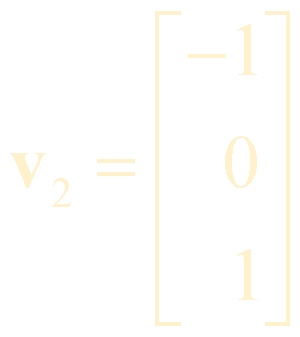 −1
v₂ = 0
1